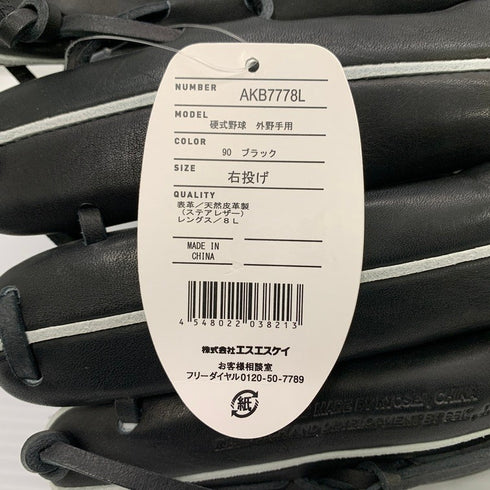 NUMBER AKB7778L
MODEL
硬式野球 外野手用
COLOR
90 ブラック
SIZE
右投げ
QUALITY
表革／天然皮革製
（ステアレザー）
レングス／8L
MADE IN
CHINA
4 548022 038213
株式会社エスエスケイ
お客様相談室
フリーダイヤル0120-50-7789
紙